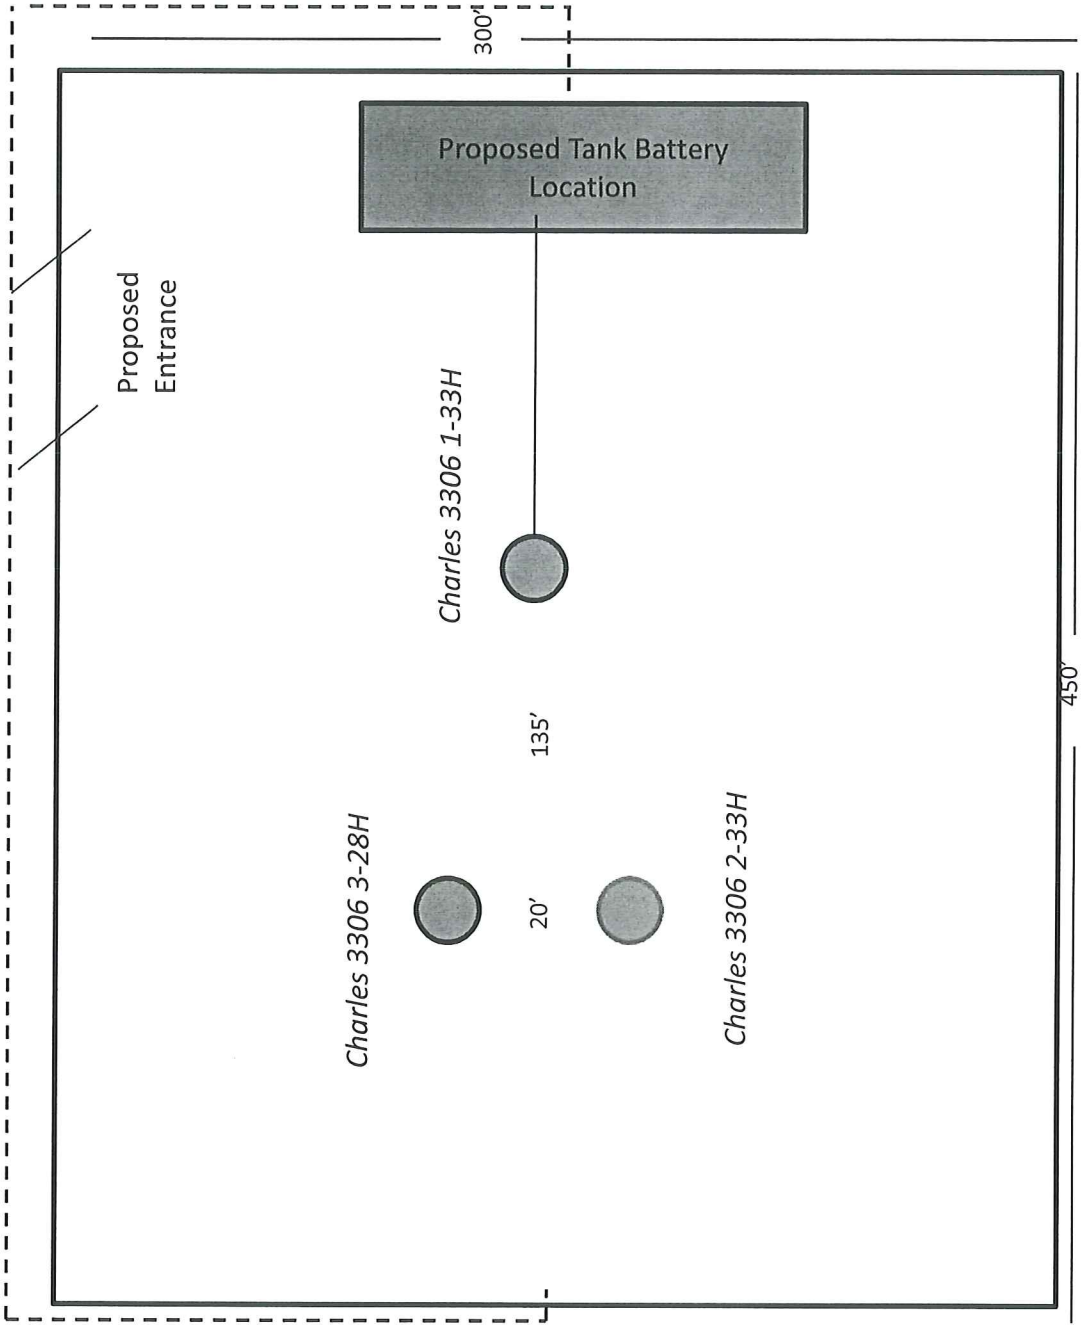 300'
Proposed Tank Battery
Location
Proposed
Entrance
Charles 3306 1-33H
135'
Charles 3306 3-28H
20'
Charles 3306 2-33H
450'